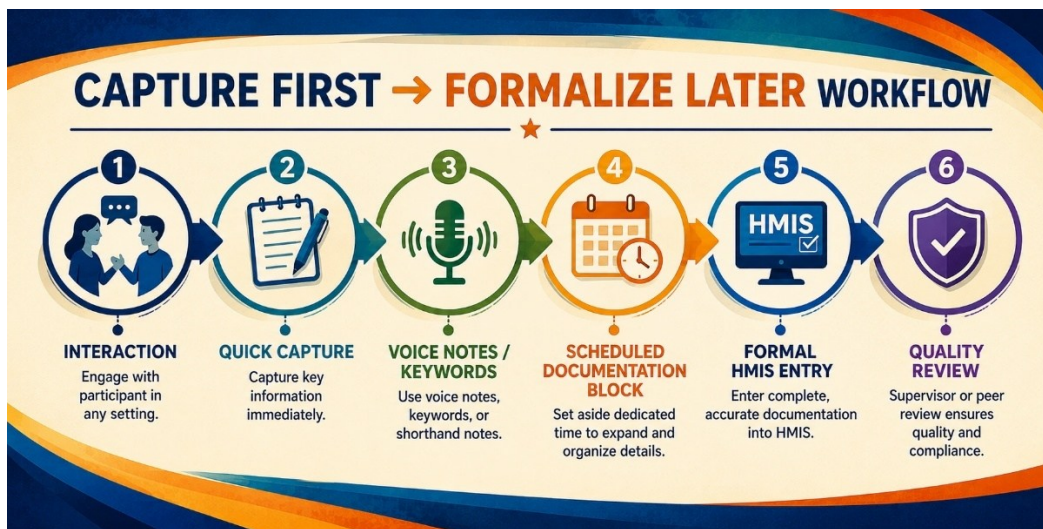 CAPTURE FIRST → FORMALIZE LATER WORKFLOW
1
2
3
4
5
6
HMIS
INTERACTION
Engage with
participant in
any setting.
QUICK CAPTURE
Capture key
information
immediately.
VOICE NOTES /
KEYWORDS
Use voice notes,
keywords, or
shorthand notes.
SCHEDULED
DOCUMENTATION
BLOCK
Set aside dedicated
time to expand and
organize details.
FORMAL
HMIS ENTRY
Enter complete,
accurate documentation
into HMIS.
QUALITY
REVIEW
Supervisor or peer
review ensures
quality and
compliance.